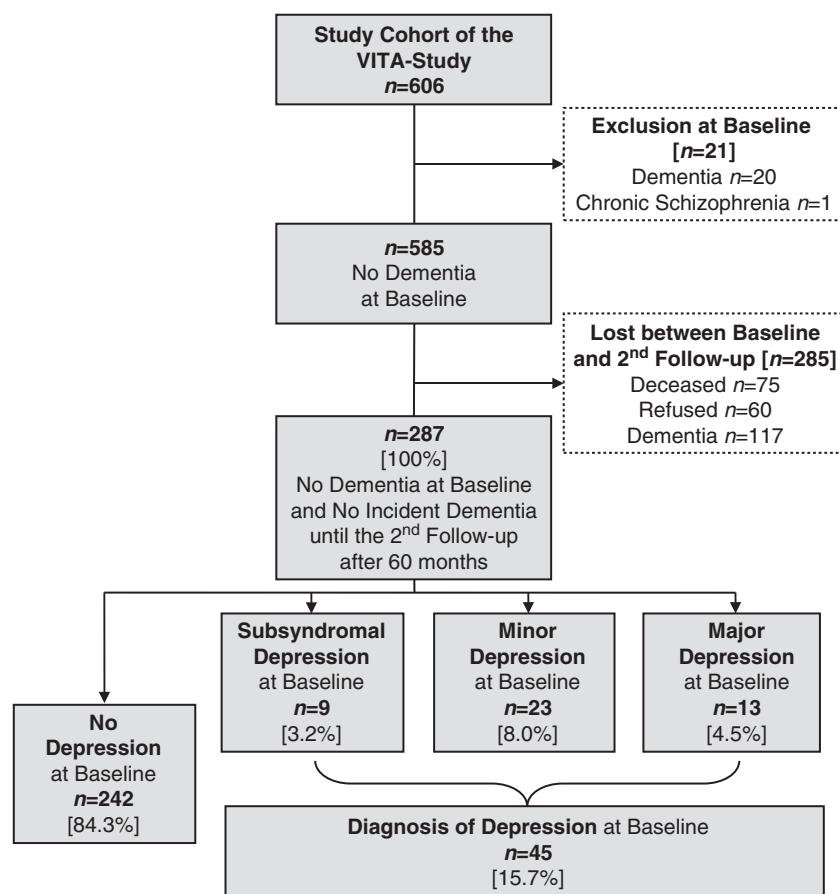 Study Cohort of the
VITA-Study
n=606
Exclusion at Baseline
[n=21]
Dementia n=20
Chronic Schizophrenia n=1
n=585
No Dementia
at Baseline
Lost between Baseline
and 2nd Follow-up [n=285]
Deceased n=75
Refused n=60
Dementia n=117
n=287
[100%]
No Dementia at Baseline
and No Incident Dementia
until the 2nd Follow-up
after 60 months
No
Depression
at Baseline
n=242
[84.3%]
Subsyndromal
Depression
at Baseline
n=9
[3.2%]
Minor
Depression
at Baseline
n=23
[8.0%]
Major
Depression
at Baseline
n=13
[4.5%]
Diagnosis of Depression at Baseline
n=45
[15.7%]